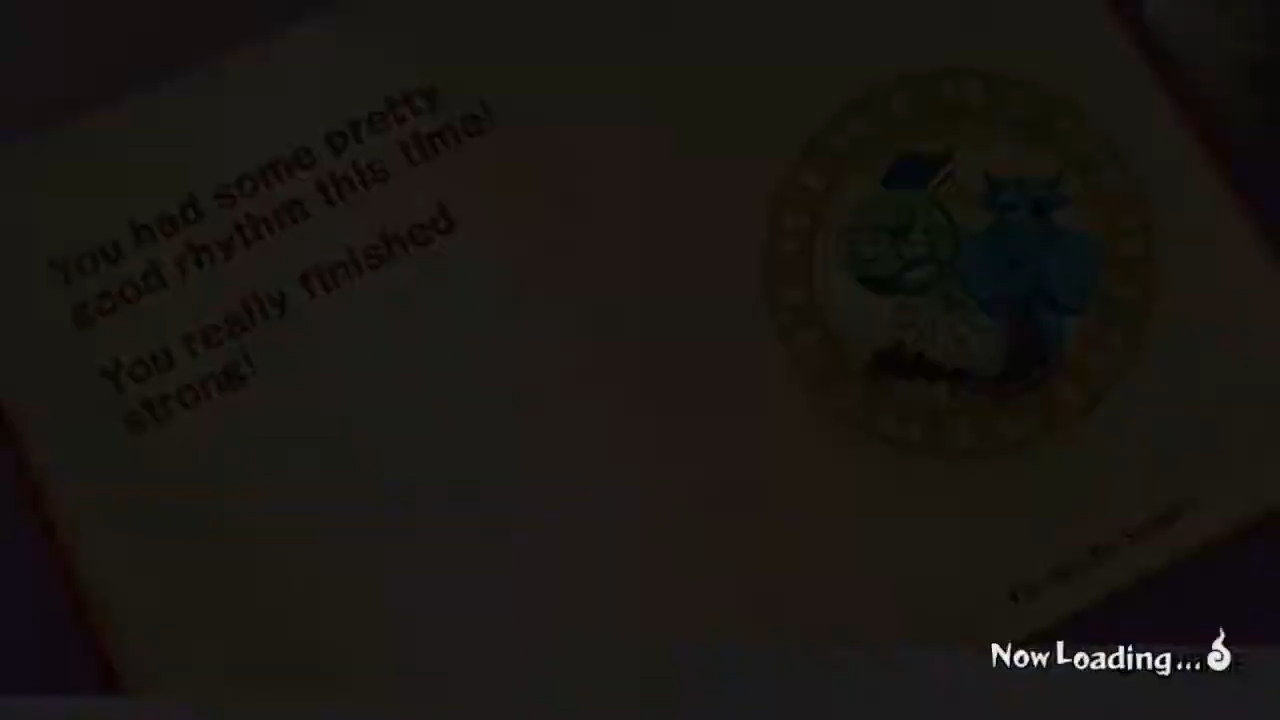 You had some pretty
good rhythm this time!
You really finished
strong!
Now Loading...